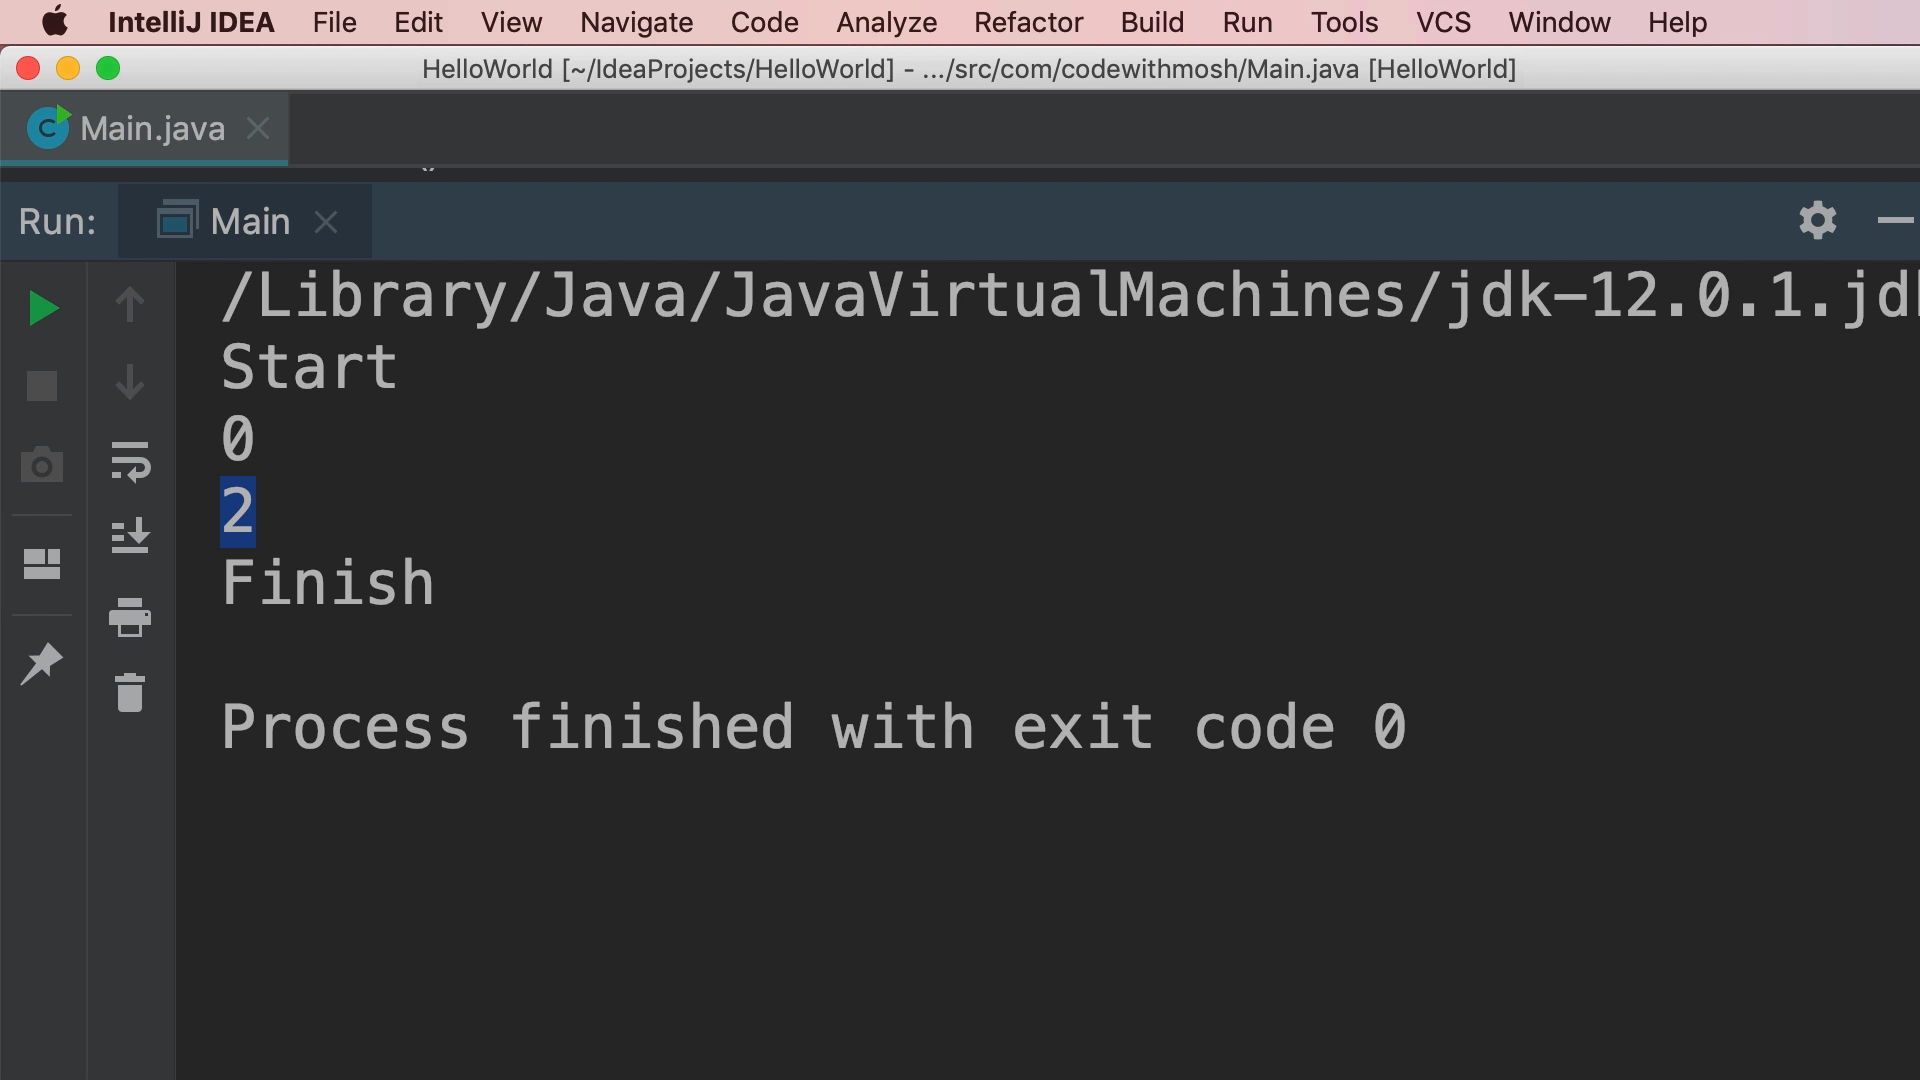 IntelliJ IDEA File Edit View Navigate Code Analyze Refactor Build Run Tools VCS Window Help
HelloWorld [~/IdeaProjects/HelloWorld] - .../src/com/codewithmosh/Main.java [HelloWorld]
Main.java
Run: Main
/Library/Java/JavaVirtualMachines/jdk-12.0.1.jd
Start
0
2
Finish
Process finished with exit code 0